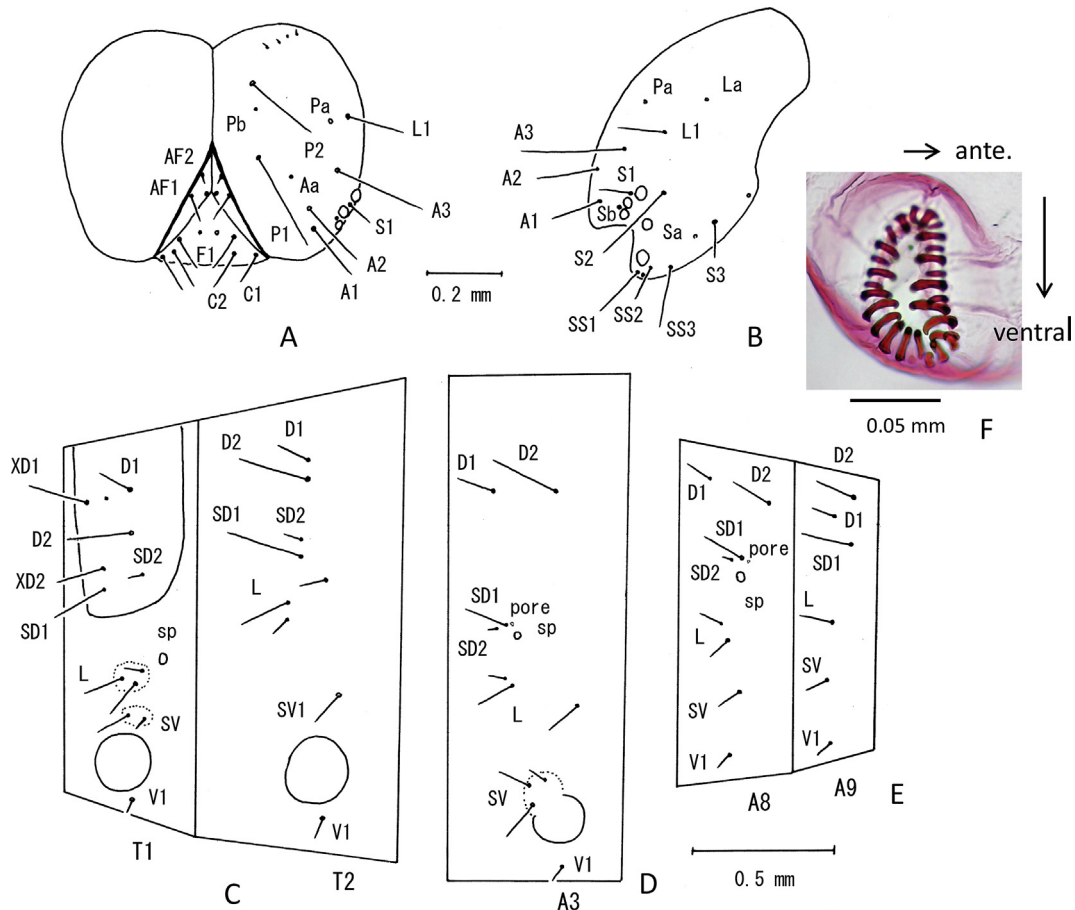 Pa
La
Pa
Pb
L1
L1
A3
P2
AF2
A2
S1
→ ante.
AF1
Aa
A3
A1
Sb
S1
Sa
P1
F1
A2
S2
S3
C2
C1
A1
SS1
SS2
SS3
0.2 mm
A
B
ventral
0.05 mm
F
XD1
D1
D2
D1
D1
D2
D2
D1
D2
D1
D2
SD2
SD1
SD2
SD1
pore
SD1
XD2
SD2
sp
SD1
L
SD1
pore
sp
SD2
L
sp
L
L
L
SV
SV1
SV
SV
SV
V1
V1
V1
V1
V1
T1
T2
A3
A8
A9
C
D
E
0.5 mm